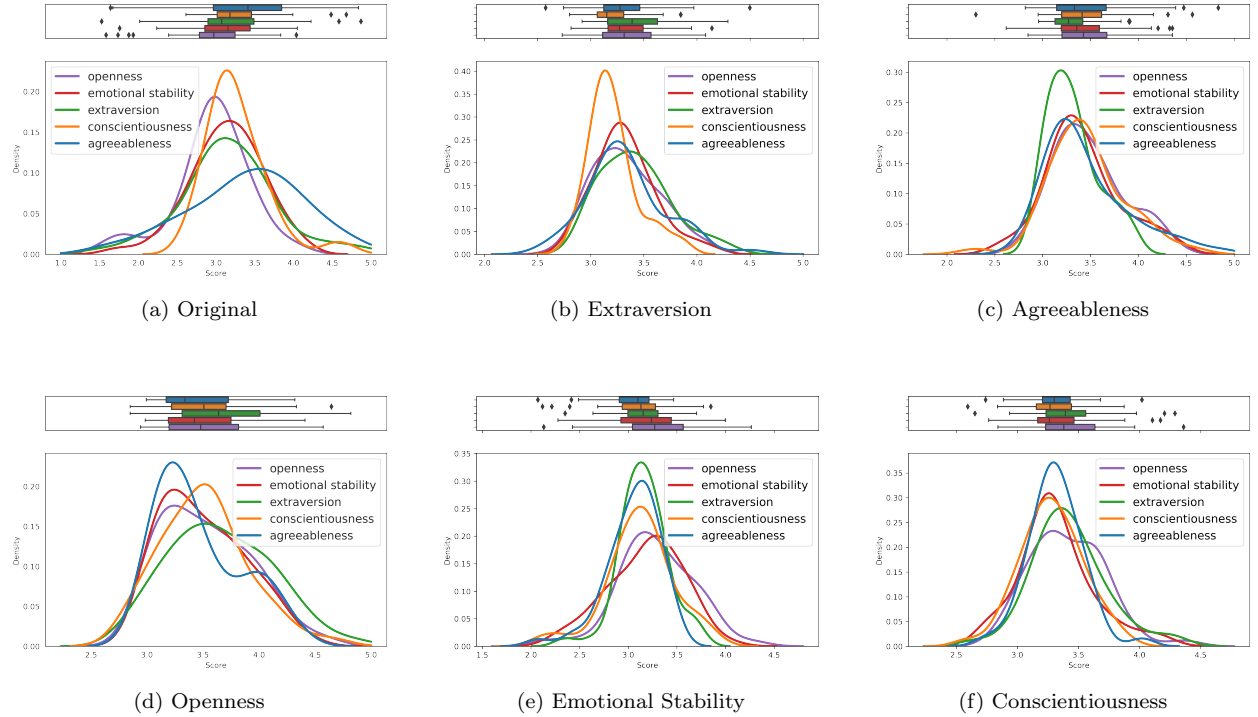 openness
emotional stability
extraversion
conscientiousness
agreeableness
0.20
0.15
0.10
0.05
0.00
Density
1.0 1.5 2.0 2.5 3.0 3.5 4.0 4.5 5.0
Score
(a) Original
openness
emotional stability
extraversion
conscientiousness
agreeableness
0.40
0.35
0.30
0.25
0.20
0.15
0.10
0.05
0.00
Density
2.0 2.5 3.0 3.5 4.0 4.5 5.0
Score
(b) Extraversion
openness
emotional stability
extraversion
conscientiousness
agreeableness
0.30
0.25
0.20
0.15
0.10
0.05
0.00
Density
2.0 2.5 3.0 3.5 4.0 4.5 5.0
Score
(c) Agreeableness
openness
emotional stability
extraversion
conscientiousness
agreeableness
0.20
0.15
0.10
0.05
0.00
Density
2.5 3.0 3.5 4.0 4.5 5.0
Score
(d) Openness
openness
emotional stability
extraversion
conscientiousness
agreeableness
0.35
0.30
0.25
0.20
0.15
0.10
0.05
0.00
Density
1.5 2.0 2.5 3.0 3.5 4.0 4.5
Score
(e) Emotional Stability
openness
emotional stability
extraversion
conscientiousness
agreeableness
0.35
0.30
0.25
0.20
0.15
0.10
0.05
0.00
Density
2.5 3.0 3.5 4.0 4.5
Score
(f) Conscientiousness